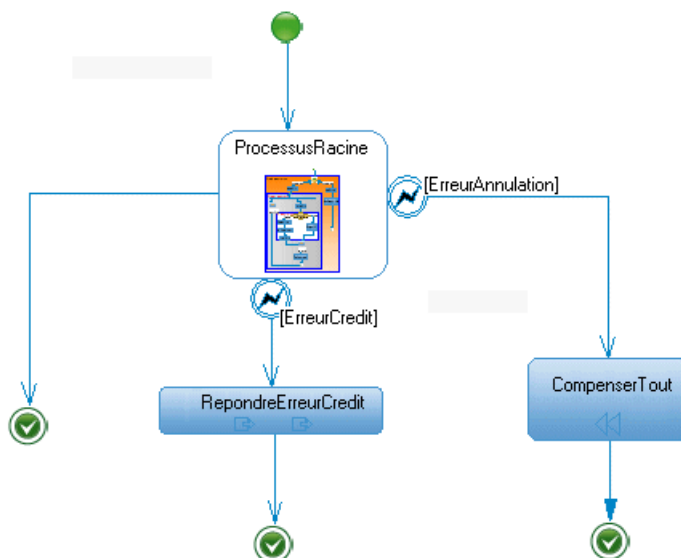 ProcessusRacine
[ErreurAnnulation]
[ErreurCredit]
CompenserTout
RepondreErreurCredit